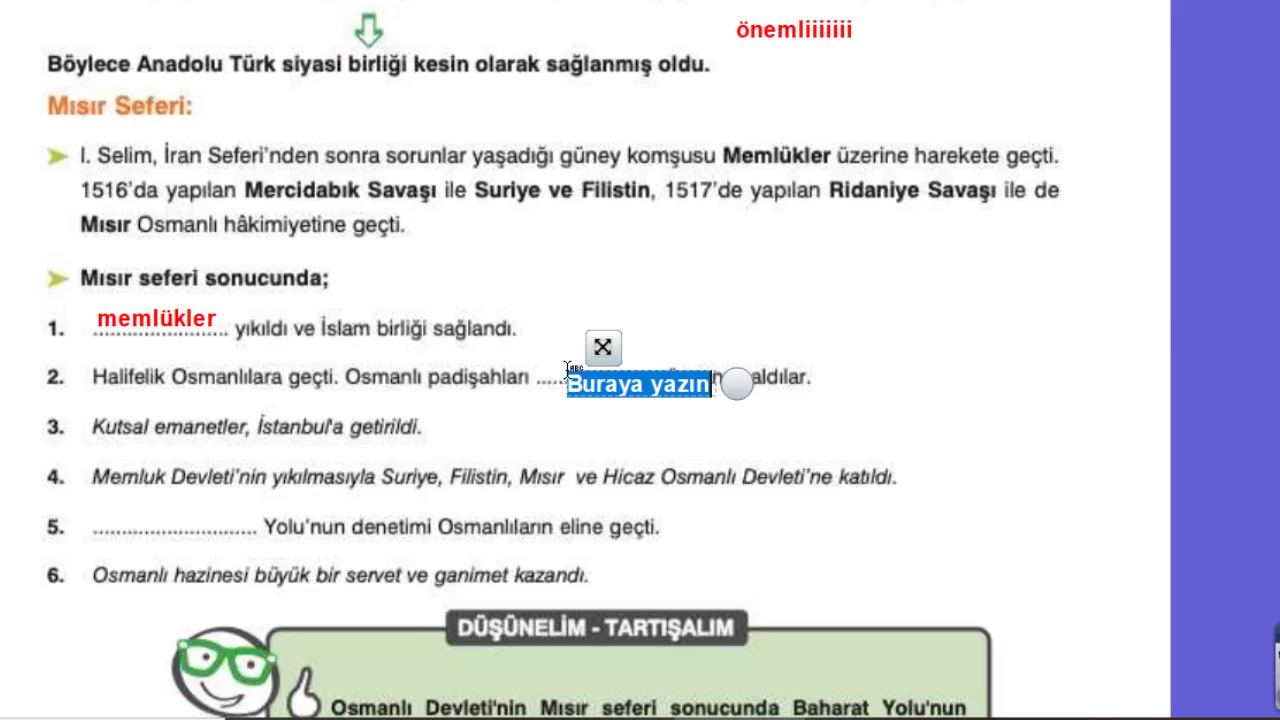 önemliiiiiii
Böylece Anadolu Türk siyasi birliği kesin olarak sağlanmış oldu.
Mısır Seferi:
I. Selim, İran Seferi'nden sonra sorunlar yaşadığı güney komşusu Memlükler üzerine harekete geçti.
1516'da yapılan Mercidabık Savaşı ile Suriye ve Filistin, 1517'de yapılan Ridaniye Savaşı ile de
Mısır Osmanlı hâkimiyetine geçti.
Mısır seferi sonucunda;
memlükler
1. ........................ yıkıldı ve İslam birliği sağlandı.
2. Halifelik Osmanlılara geçti. Osmanlı padişahları ...... Buraya yazın aldılar.
3. Kutsal emanetler, İstanbul'a getirildi.
4. Memluk Devleti'nin yıkılmasıyla Suriye, Filistin, Mısır ve Hicaz Osmanlı Devleti'ne katıldı.
5. ............................ Yolu'nun denetimi Osmanlıların eline geçti.
6. Osmanlı hazinesi büyük bir servet ve ganimet kazandı.
DÜŞÜNELİM - TARTIŞALIM
Osmanlı Devleti'nin Mısır seferi sonucunda Baharat Yolu'nun